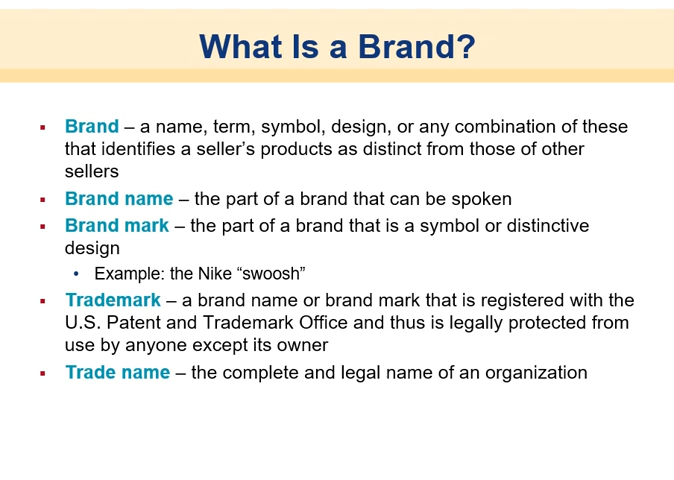 What Is a Brand?
▪ Brand – a name, term, symbol, design, or any combination of these
that identifies a seller’s products as distinct from those of other
sellers
▪ Brand name – the part of a brand that can be spoken
▪ Brand mark – the part of a brand that is a symbol or distinctive
design
• Example: the Nike “swoosh”
▪ Trademark – a brand name or brand mark that is registered with the
U.S. Patent and Trademark Office and thus is legally protected from
use by anyone except its owner
▪ Trade name – the complete and legal name of an organization